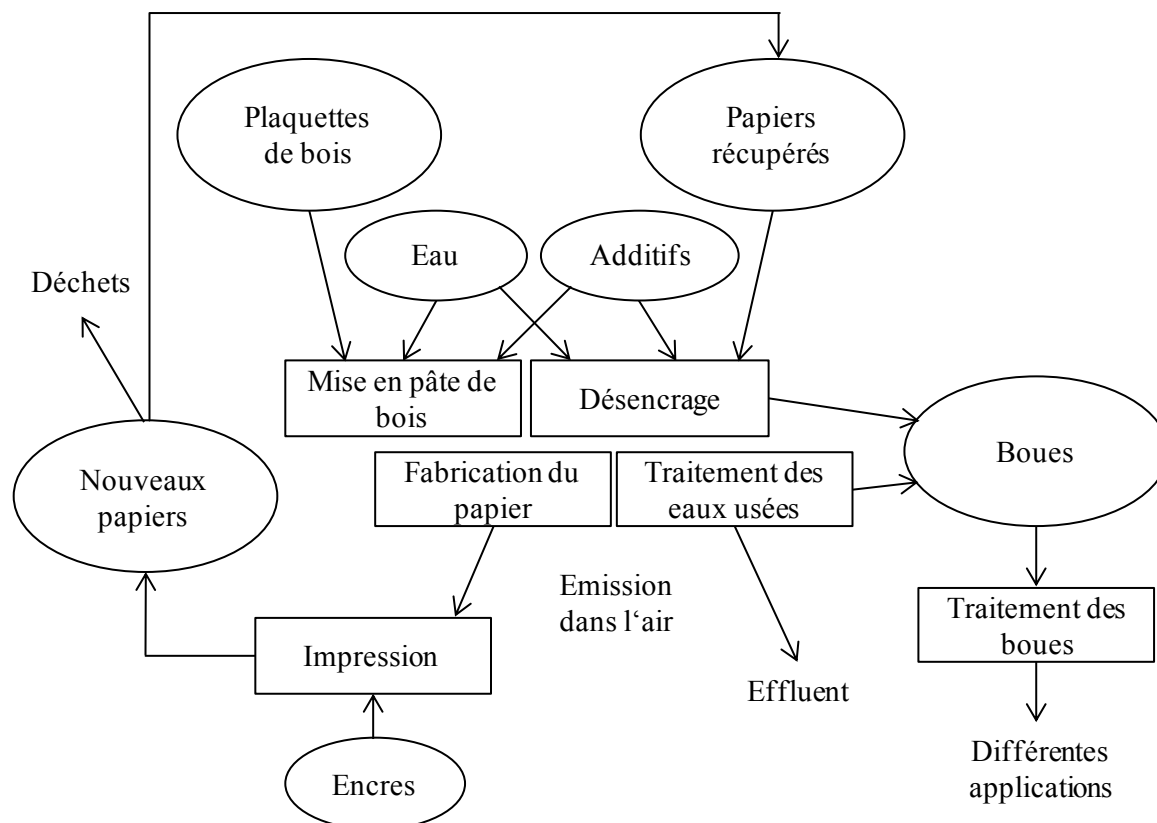 Plaquettes
de bois
Papiers
récupérés
Eau
Additifs
Déchets
Mise en pâte de
bois
Désencrage
Boues
Nouveaux
papiers
Fabrication du
papier
Traitement des
eaux usées
Emission
dans l‘air
Traitement des
boues
Impression
Effluent
Différentes
applications
Encres